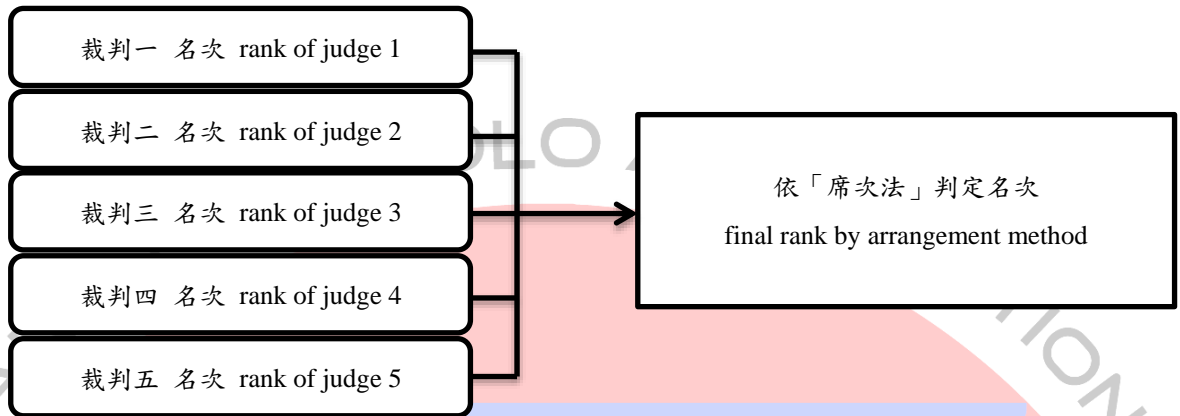 裁判一 名次 rank of judge 1
裁判二 名次 rank of judge 2
裁判三 名次 rank of judge 3
裁判四 名次 rank of judge 4
裁判五 名次 rank of judge 5
依「席次法」判定名次
final rank by arrangement method